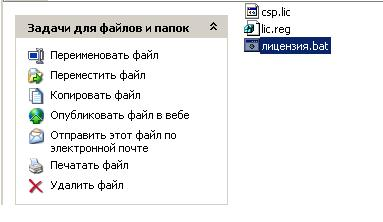 Задачи для файлов и папок
Переименовать файл
Переместить файл
Копировать файл
Опубликовать файл в вебе
Отправить этот файл по
электронной почте
Печатать файл
Удалить файл
csp.lic
lic.reg
лицензия.bat